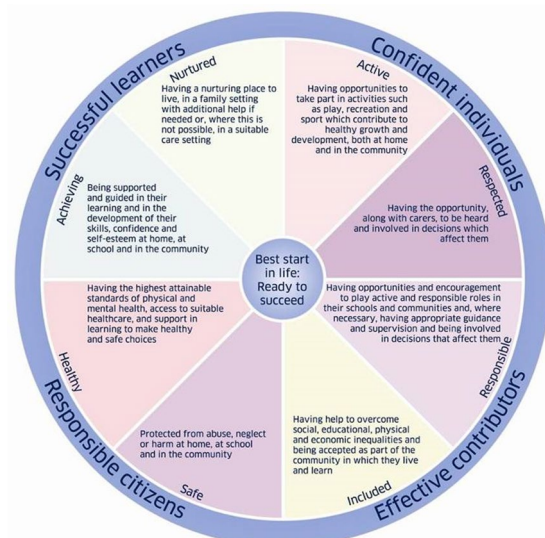 Successful learners
Confident individuals
Nurtured
Having a nurturing place to
live, in a family setting
with additional help if
needed or, where this is
not possible, in a suitable
care setting
Active
Having opportunities to
take part in activities such
as play, recreation and
sport which contribute to
healthy growth and
development, both at home
and in the community
Achieving
Being supported
and guided in their
learning and in the
development of their
skills, confidence and
self-esteem at home, at
school and in the community
Respected
Having the opportunity,
along with carers, to be heard
and involved in decisions which
affect them
Best start
in life:
Ready to
succeed
Healthy
Having the highest attainable
standards of physical and
mental health, access to suitable
healthcare, and support in
learning to make healthy
and safe choices
Responsible
Having opportunities and encouragement
to play active and responsible roles in
their schools and communities and, where
necessary, having appropriate guidance
and supervision and being involved
in decisions that affect them
Safe
Protected from abuse, neglect
or harm at home, at school
and in the community
Included
Having help to overcome
social, educational, physical
and economic inequalities and
being accepted as part of the
community in which they live
and learn
Responsible citizens
Effective contributors